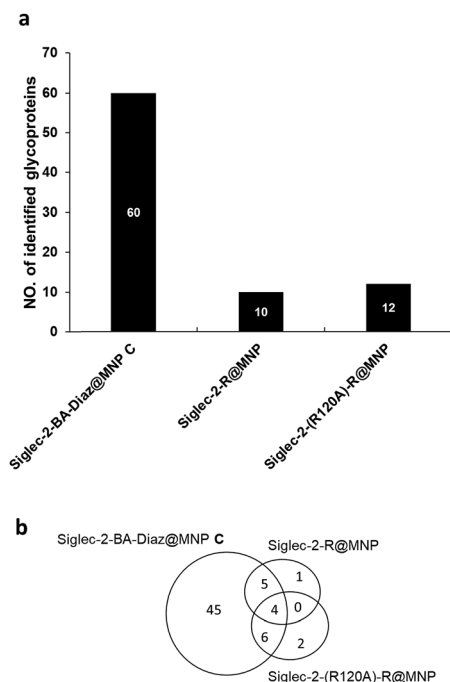 a
NO. of identified glycoproteins
70
60
50
40
30
20
10
0
60
10
12
Siglec-2-BA-Diaz@MNP C
Siglec-2-R@MNP
Siglec-2-(R120A)-R@MNP
b
Siglec-2-BA-Diaz@MNP C
Siglec-2-R@MNP
5
1
45
4
0
6
2
Siglec-2-(R120A)-R@MNP